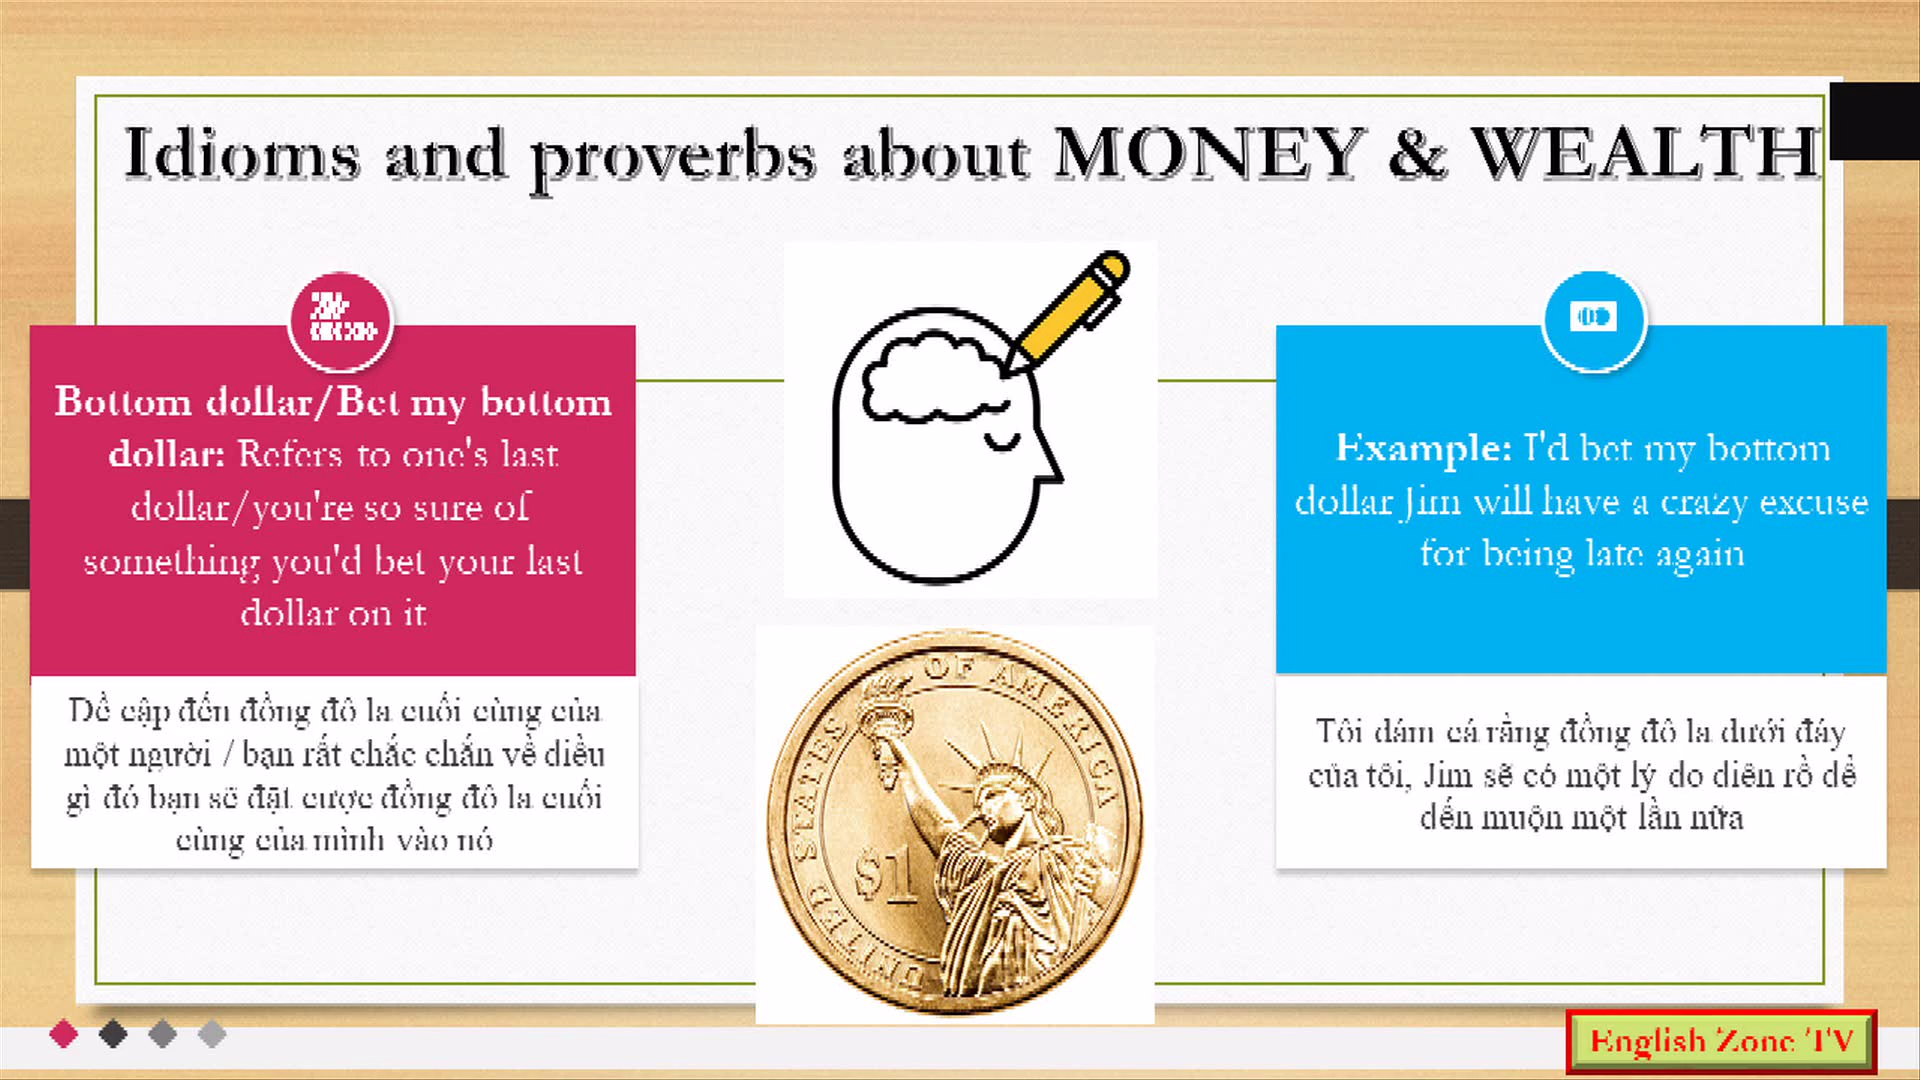 Idioms and proverbs about MONEY & WEALTH
Bottom dollar/Bet my bottom
dollar: Refers to one's last
dollar/you're so sure of
something you'd bet your last
dollar on it
Đề cập đến đồng đô la cuối cùng của
một người / bạn rất chắc chắn về điều
gì đó bạn sẽ đặt cược đồng đô la cuối
cùng của mình vào nó
UNITED STATES OF AMERICA
$1
Example: I'd bet my bottom
dollar Jim will have a crazy excuse
for being late again
Tôi dám cá rằng đồng đô la dưới đáy
của tôi, Jim sẽ có một lý do điên rồ để
đến muộn một lần nữa
English Zone TV